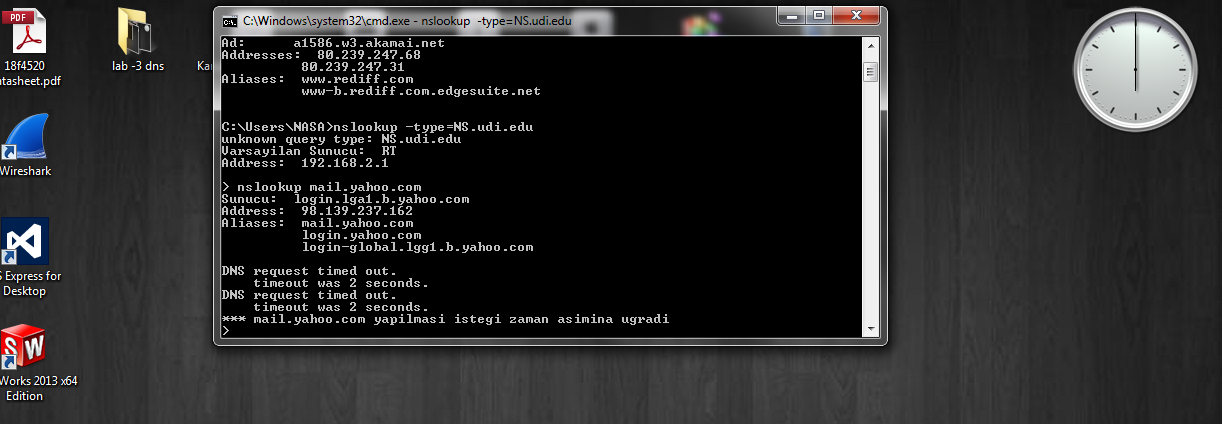 C:\Windows\system32\cmd.exe - nslookup -type=NS.udi.edu
Ad: a1586.w3.akamai.net
Addresses: 80.239.247.68
80.239.247.31
Aliases: www.rediff.com
www-b.rediff.com.edgesuite.net
C:\Users\NASA>nslookup -type=NS.udi.edu
unknown query type: NS.udi.edu
Varsayilan Sunucu: RT
Address: 192.168.2.1
> nslookup mail.yahoo.com
Sunucu: login.lga1.b.yahoo.com
Address: 98.139.237.162
Aliases: mail.yahoo.com
login.yahoo.com
login-global.lgg1.b.yahoo.com
DNS request timed out.
timeout was 2 seconds.
DNS request timed out.
timeout was 2 seconds.
*** mail.yahoo.com yapilmasi istegi zaman asimina ugradi
>
18f4520
atasheet.pdf
lab -3 dns
Ka
Wireshark
S Express for
Desktop
Works 2013 x64
Edition